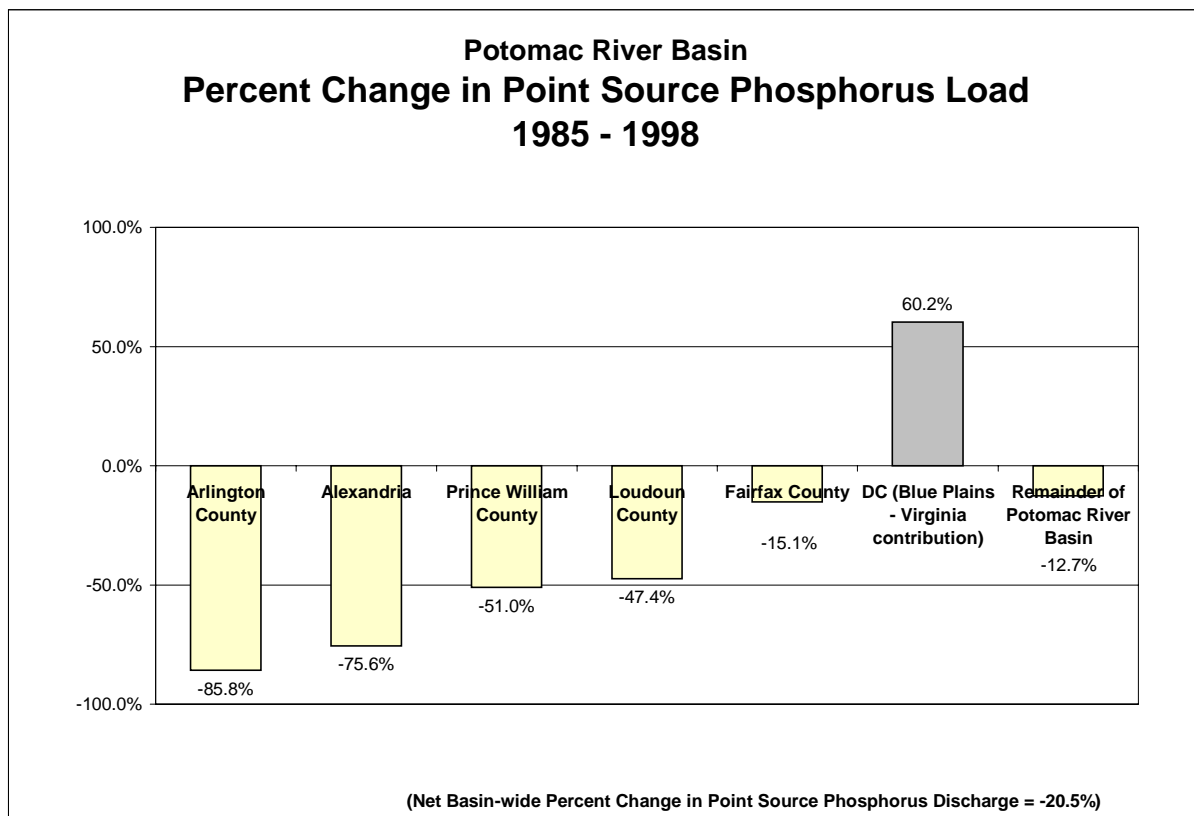 Potomac River Basin
Percent Change in Point Source Phosphorus Load
1985 - 1998
100.0%
50.0%
0.0%
-50.0%
-100.0%
60.2%
Arlington
County
Alexandria
Prince William
County
Loudoun
County
Fairfax County
DC (Blue Plains
- Virginia
contribution)
Remainder of
Potomac River
Basin
-85.8%
-75.6%
-51.0%
-47.4%
-15.1%
-12.7%
(Net Basin-wide Percent Change in Point Source Phosphorus Discharge = -20.5%)